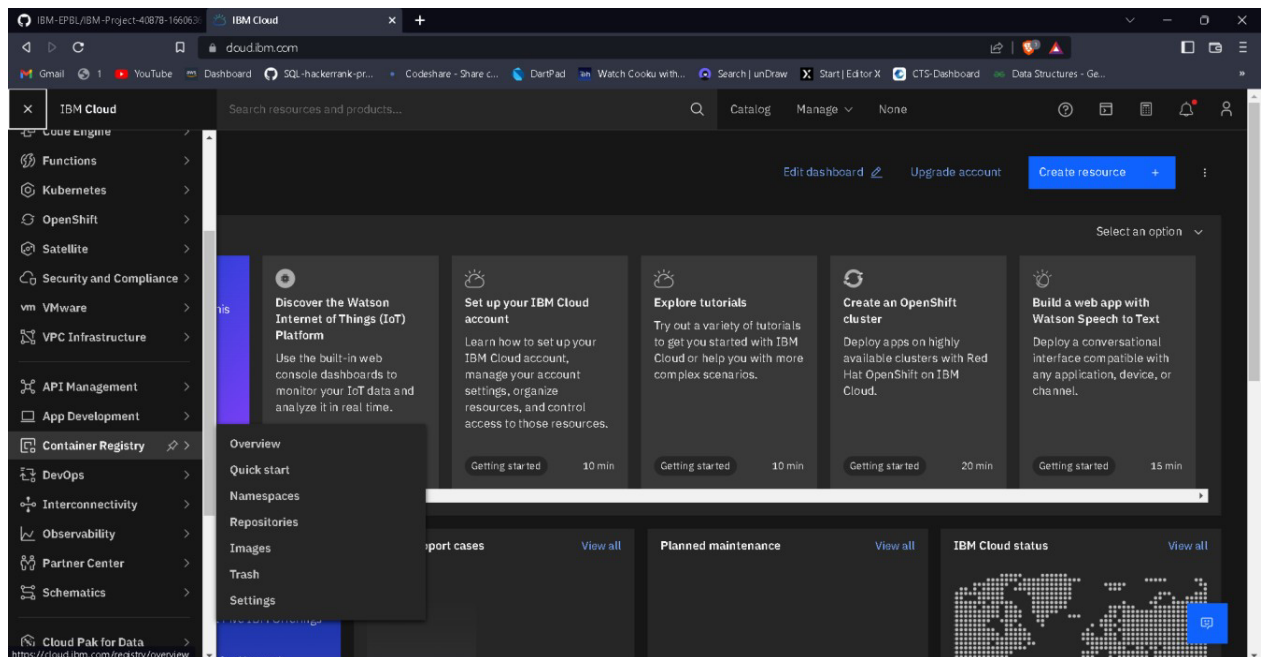 IBM-EPBL/IBM-Project-40878-166063
IBM Cloud
cloud.ibm.com
Gmail
1
YouTube
Dashboard
SQL-hackerrank-pr...
Codeshare - Share c...
DartPad
Watch Cooku with...
Search | unDraw
Start | Editor X
CTS-Dashboard
Data Structures - Ge...
IBM Cloud
Search resources and products...
Catalog
Manage
None
Code Engine
Functions
Kubernetes
OpenShift
Satellite
Security and Compliance
vm VMware
VPC Infrastructure
API Management
App Development
Container Registry
DevOps
Interconnectivity
Observability
Partner Center
Schematics
Cloud Pak for Data
https://cloud.ibm.com/registry/overview
Overview
Quick start
Namespaces
Repositories
Images
Trash
Settings
Edit dashboard
Upgrade account
Create resource +
Select an option
Discover the Watson
Internet of Things (IoT)
Platform
Use the built-in web
console dashboards to
monitor your IoT data and
analyze it in real time.
Set up your IBM Cloud
account
Learn how to set up your
IBM Cloud account,
manage your account
settings, organize
resources, and control
access to those resources.
Getting started 10 min
Explore tutorials
Try out a variety of tutorials
to get you started with IBM
Cloud or help you with more
complex scenarios.
Getting started 10 min
Create an OpenShift
cluster
Deploy apps on highly
available clusters with Red
Hat OpenShift on IBM
Cloud.
Getting started 20 min
Build a web app with
Watson Speech to Text
Deploy a conversational
interface compatible with
any application, device, or
channel.
Getting started 15 min
port cases
View all
Planned maintenance
View all
IBM Cloud status
View all